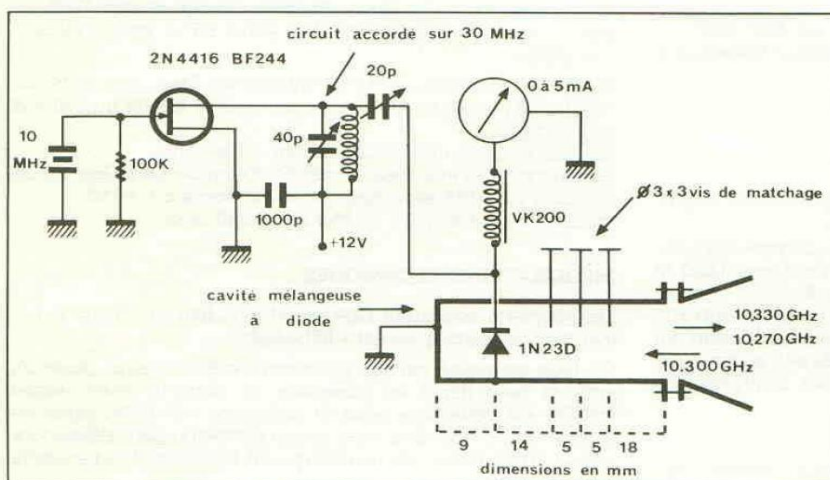 circuit accordé sur 30 MHz
2N4416 BF244
20p
0 à 5mA
10
MHz
100K
40p
1000p
+12V
VK200
Ø3x3 vis de matchage
cavité mélangeuse
à diode
1N23D
10,330 GHz
10,270 GHz
10.300 GHz
9
14
5
5
18
dimensions en mm